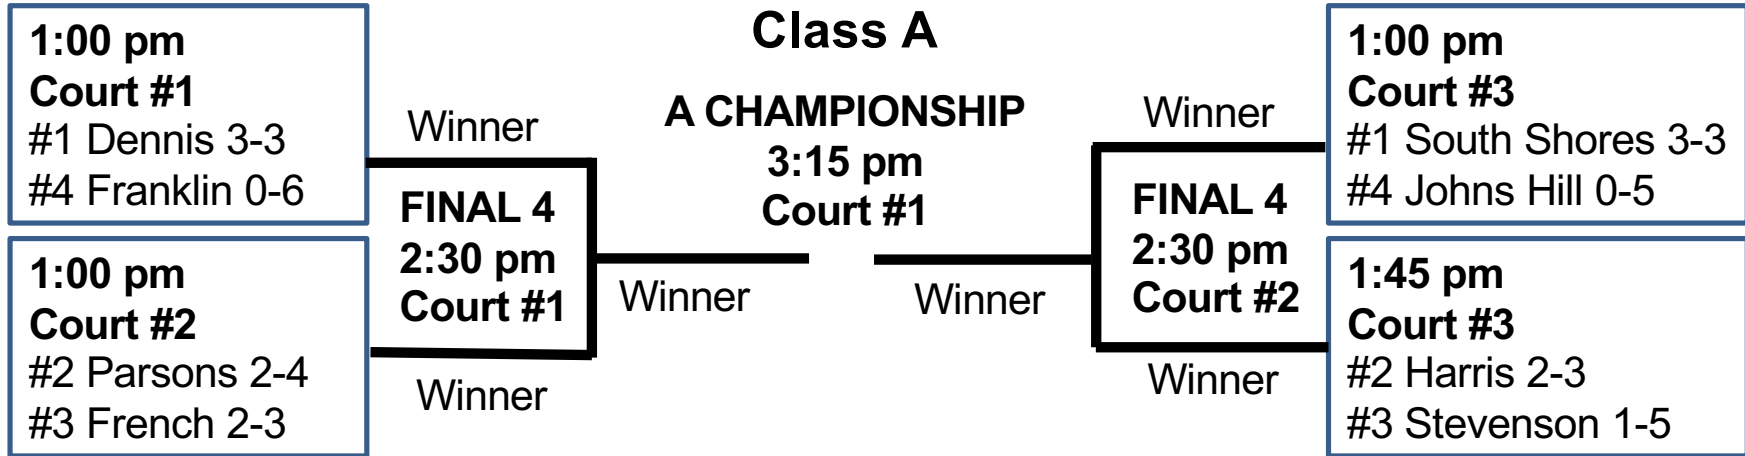 Class A
1:00 pm
Court #1
#1 Dennis 3-3
#4 Franklin 0-6
1:00 pm
Court #2
#2 Parsons 2-4
#3 French 2-3
Winner
FINAL 4
2:30 pm
Court #1
Winner
Winner
A CHAMPIONSHIP
3:15 pm
Court #1
Winner
Winner
FINAL 4
2:30 pm
Court #2
Winner
1:00 pm
Court #3
#1 South Shores 3-3
#4 Johns Hill 0-5
1:45 pm
Court #3
#2 Harris 2-3
#3 Stevenson 1-5